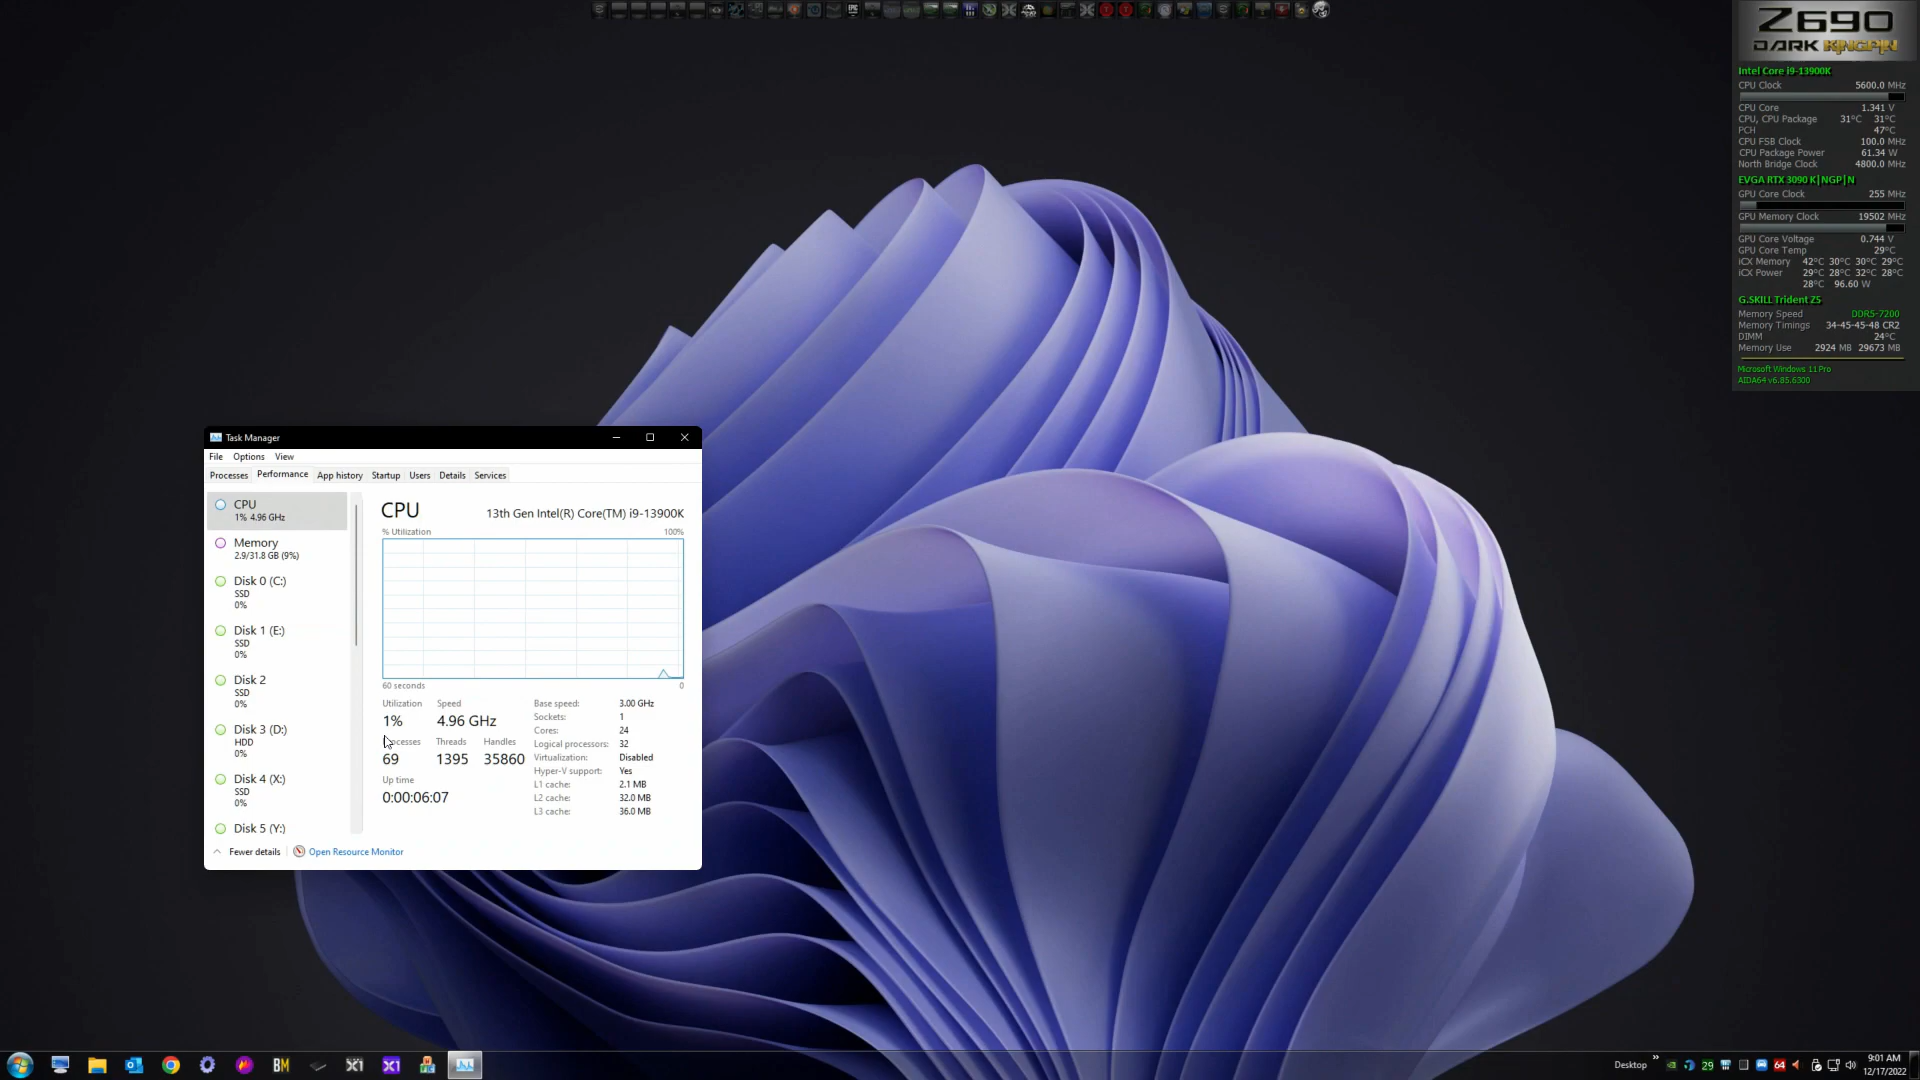 Z690
DARK K|NGP|N
Intel Core i9-13900K
CPU Clock 5600.0 MHz
CPU Core 1.341 V
CPU, CPU Package 31°C 31°C
PCH 47°C
CPU FSB Clock 100.0 MHz
CPU Package Power 61.34 W
North Bridge Clock 4800.0 MHz
EVGA RTX 3090 K|NGP|N
GPU Core Clock 255 MHz
GPU Memory Clock 19502 MHz
GPU Core Voltage 0.744 V
GPU Core Temp 29°C
iCX Memory 42°C 30°C 30°C 29°C
iCX Power 29°C 28°C 32°C 28°C
28°C 96.60 W
G.SKILL Trident Z5
Memory Speed DDR5-7200
Memory Timings 34-45-45-48 CR2
DIMM 24°C
Memory Use 2924 MB 29673 MB
Microsoft Windows 11 Pro
AIDA64 v6.85.6300
Task Manager
File Options View
Processes Performance App history Startup Users Details Services
CPU
1% 4.96 GHz
Memory
2.9/31.8 GB (9%)
Disk 0 (C:)
SSD
0%
Disk 1 (E:)
SSD
0%
Disk 2
SSD
0%
Disk 3 (D:)
HDD
0%
Disk 4 (X:)
SSD
0%
Disk 5 (Y:)
CPU 13th Gen Intel(R) Core(TM) i9-13900K
% Utilization 100%
60 seconds 0
Utilization Speed
1% 4.96 GHz
Threads Handles
69 1395 35860
Up time
0:00:06:07
Base speed: 3.00 GHz
Sockets: 1
Cores: 24
Logical processors: 32
Virtualization: Disabled
Hyper-V support: Yes
L1 cache: 2.1 MB
L2 cache: 32.0 MB
L3 cache: 36.0 MB
Fewer details Open Resource Monitor
BM X1 X1
Desktop » 29 64
9:01 AM
12/17/2022